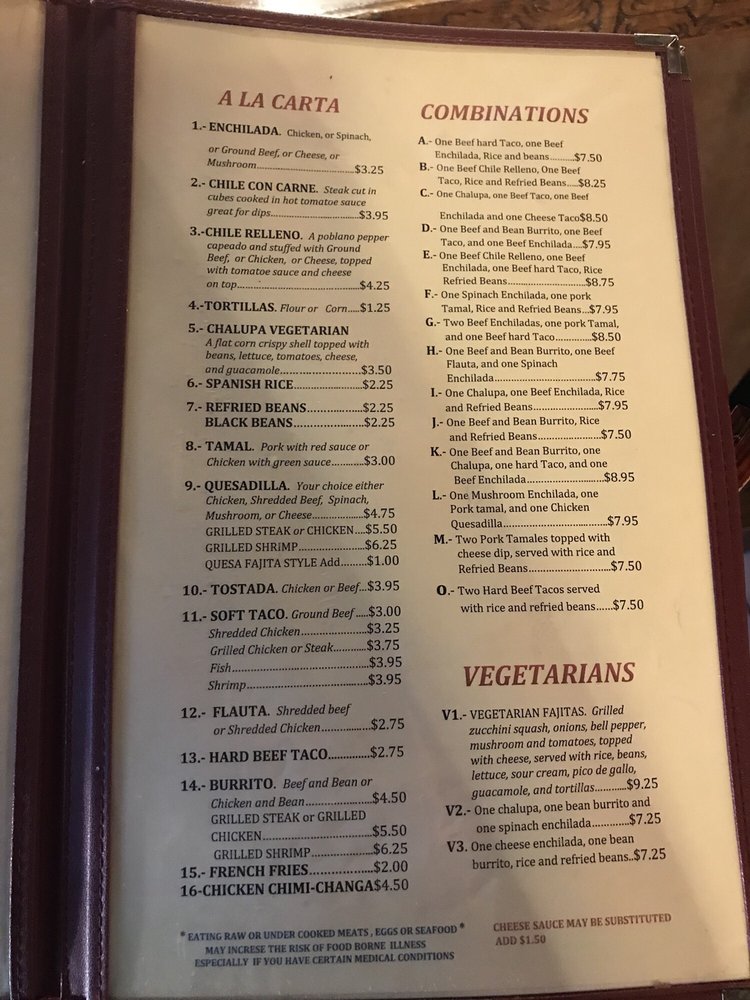 A LA CARTA
1.- ENCHILADA. Chicken, or Spinach,
or Ground Beef, or Cheese, or
Mushroom..............................$3.25
2.- CHILE CON CARNE. Steak cut in
cubes cooked in hot tomatoe sauce
great for dips.............................$3.95
3.-CHILE RELLENO. A poblano pepper
capeado and stuffed with Ground
Beef, or Chicken, or Cheese, topped
with tomatoe sauce and cheese
on top....................................$4.25
4.-TORTILLAS. Flour or Corn.....$1.25
5.- CHALUPA VEGETARIAN
A flat corn crispy shell topped with
beans, lettuce, tomatoes, cheese,
and guacamole.........................$3.50
6.- SPANISH RICE.....................$2.25
7.- REFRIED BEANS..................$2.25
BLACK BEANS......................$2.25
8.- TAMAL. Pork with red sauce or
Chicken with green sauce..........$3.00
9.- QUESADILLA. Your choice either
Chicken, Shredded Beef, Spinach,
Mushroom, or Cheese................$4.75
GRILLED STEAK or CHICKEN....$5.50
GRILLED SHRIMP....................$6.25
QUESA FAJITA STYLE Add.........$1.00
10.- TOSTADA. Chicken or Beef...$3.95
11.- SOFT TACO. Ground Beef.....$3.00
Shredded Chicken....................$3.25
Grilled Chicken or Steak...........$3.75
Fish.........................................$3.95
Shrimp.....................................$3.95
12.- FLAUTA. Shredded beef
or Shredded Chicken...............$2.75
13.- HARD BEEF TACO.............$2.75
14.- BURRITO. Beef and Bean or
Chicken and Bean....................$4.50
GRILLED STEAK or GRILLED
CHICKEN.................................$5.50
GRILLED SHRIMP.....................$6.25
15.- FRENCH FRIES..................$2.00
16-CHICKEN CHIMI-CHANGA$4.50
*EATING RAW OR UNDER COOKED MEATS , EGGS OR SEAFOOD *
MAY INCRESE THE RISK OF FOOD BORNE ILLNESS
ESPECIALLY IF YOU HAVE CERTAIN MEDICAL CONDITIONS
COMBINATIONS
A.- One Beef hard Taco, one Beef
Enchilada, Rice and beans..........$7.50
B.- One Beef Chile Relleno, One Beef
Taco, Rice and Refried Beans.....$8.25
C.- One Chalupa, one Beef Taco, one Beef
Enchilada and one Cheese Taco$8.50
D.- One Beef and Bean Burrito, one Beef
Taco, and one Beef Enchilada....$7.95
E.- One Beef Chile Relleno, one Beef
Enchilada, one Beef hard Taco, Rice
Refried Beans..........................$8.75
F.- One Spinach Enchilada, one pork
Tamal, Rice and Refried Beans...$7.95
G.- Two Beef Enchiladas, one pork Tamal,
and one Beef hard Taco............$8.50
H.- One Beef and Bean Burrito, one Beef
Flauta, and one Spinach
Enchilada.................................$7.75
I.- One Chalupa, one Beef Enchilada, Rice
and Refried Beans.....................$7.95
J.- One Beef and Bean Burrito, Rice
and Refried Beans.....................$7.50
K.- One Beef and Bean Burrito, one
Chalupa, one hard Taco, and one
Beef Enchilada.........................$8.95
L.- One Mushroom Enchilada, one
Pork tamal, and one Chicken
Quesadilla................................$7.95
M.- Two Pork Tamales topped with
cheese dip, served with rice and
Refried Beans...........................$7.50
O.- Two Hard Beef Tacos served
with rice and refried beans......$7.50
VEGETARIANS
V1.- VEGETARIAN FAJITAS. Grilled
zucchini squash, onions, bell pepper,
mushroom and tomatoes, topped
with cheese, served with rice, beans,
lettuce, sour cream, pico de gallo,
guacamole, and tortillas..........$9.25
V2.- One chalupa, one bean burrito and
one spinach enchilada............$7.25
V3. One cheese enchilada, one bean
burrito, rice and refried beans..$7.25
CHEESE SAUCE MAY BE SUBSTITUTED
ADD $1.50